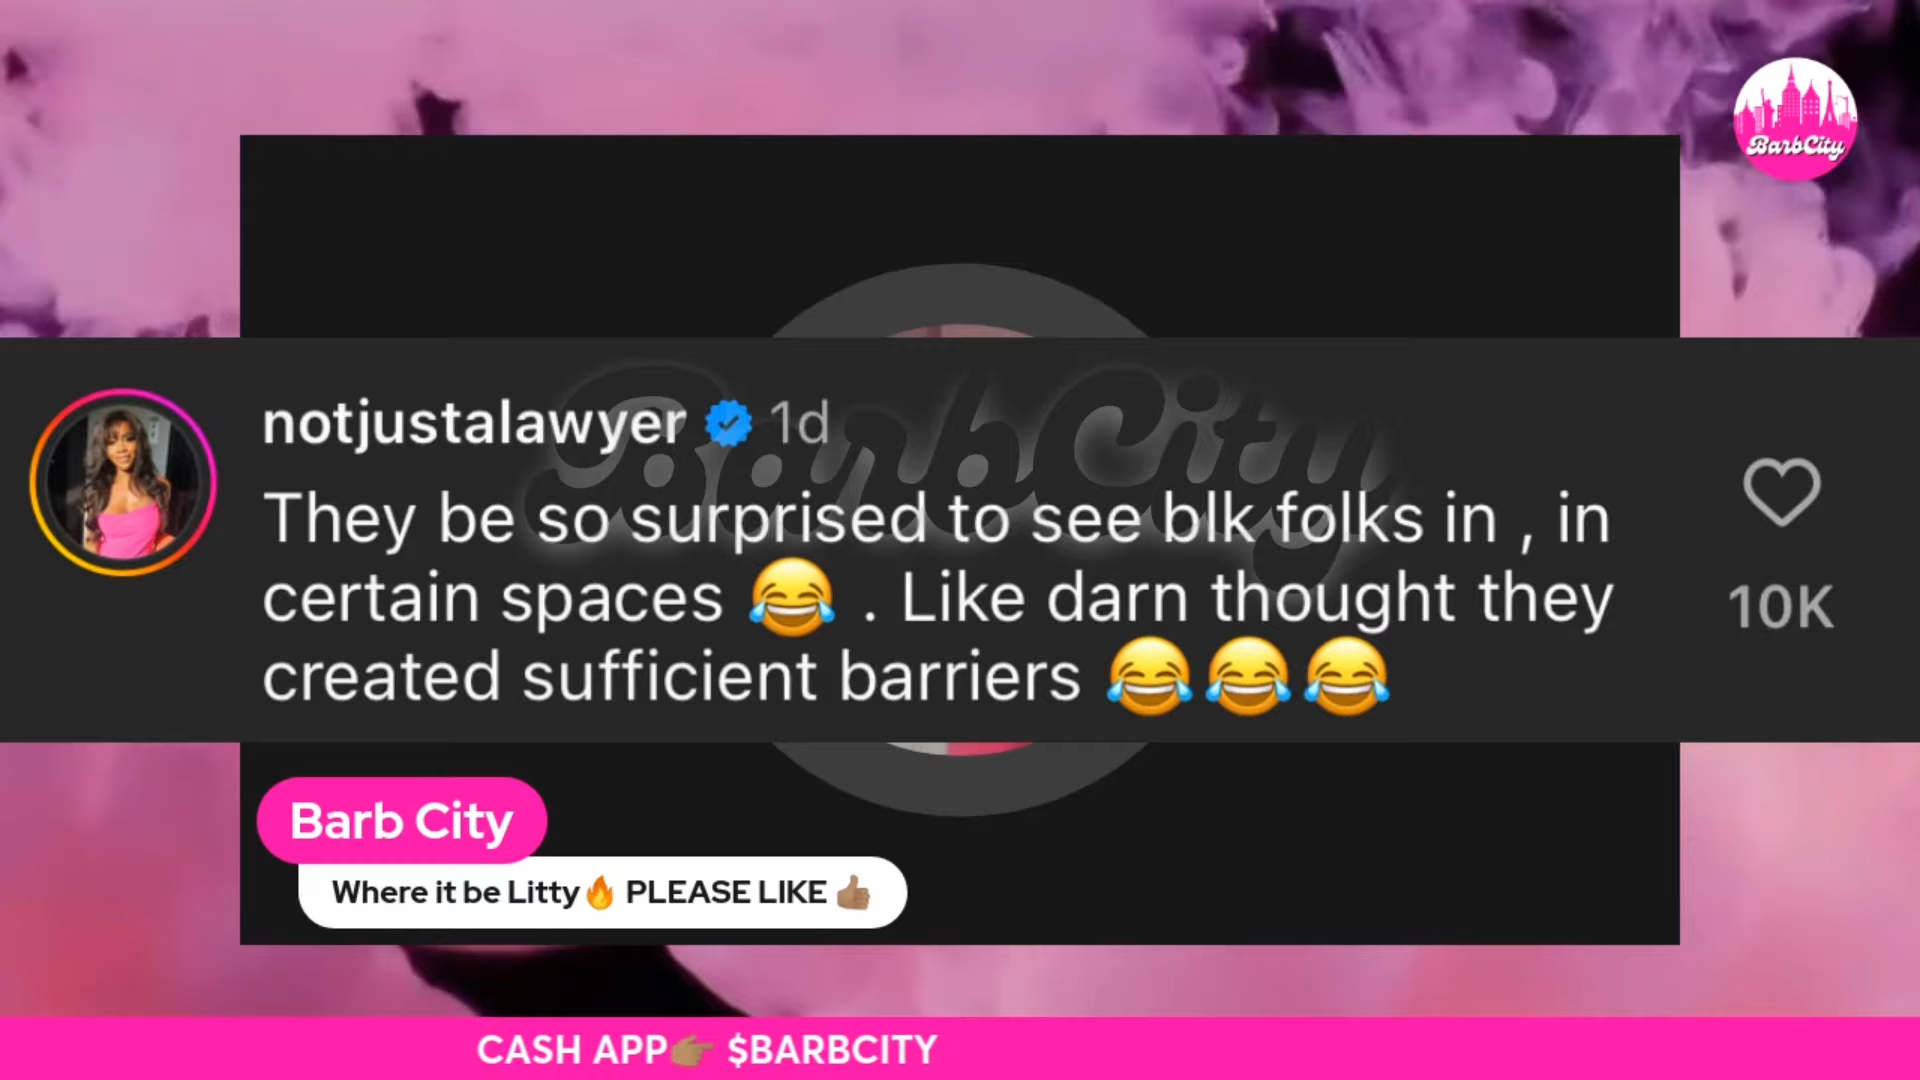 BarbCity
notjustalawyer 1d
BarbCity
They be so surprised to see blk folks in , in
certain spaces 😂 . Like darn thought they
created sufficient barriers 😂😂😂
10K
Barb City
Where it be Litty🔥 PLEASE LIKE 👍🏽
CASH APP👉🏽 $BARBCITY